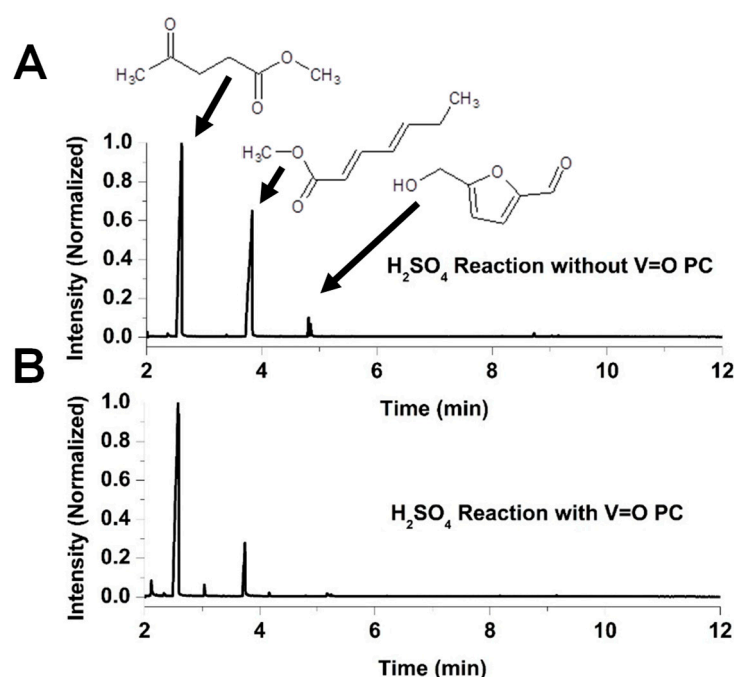 A
O
H₃C
O
CH₃
O
CH₃
H₃C
O
O
HO
O
O
Intensity (Normalized)
1.0
0.8
0.6
0.4
0.2
0.0
H₂SO₄ Reaction without V=O PC
2 4 6 8 10 12
Time (min)
B
Intensity (Normalized)
1.0
0.8
0.6
0.4
0.2
0.0
H₂SO₄ Reaction with V=O PC
2 4 6 8 10 12
Time (min)